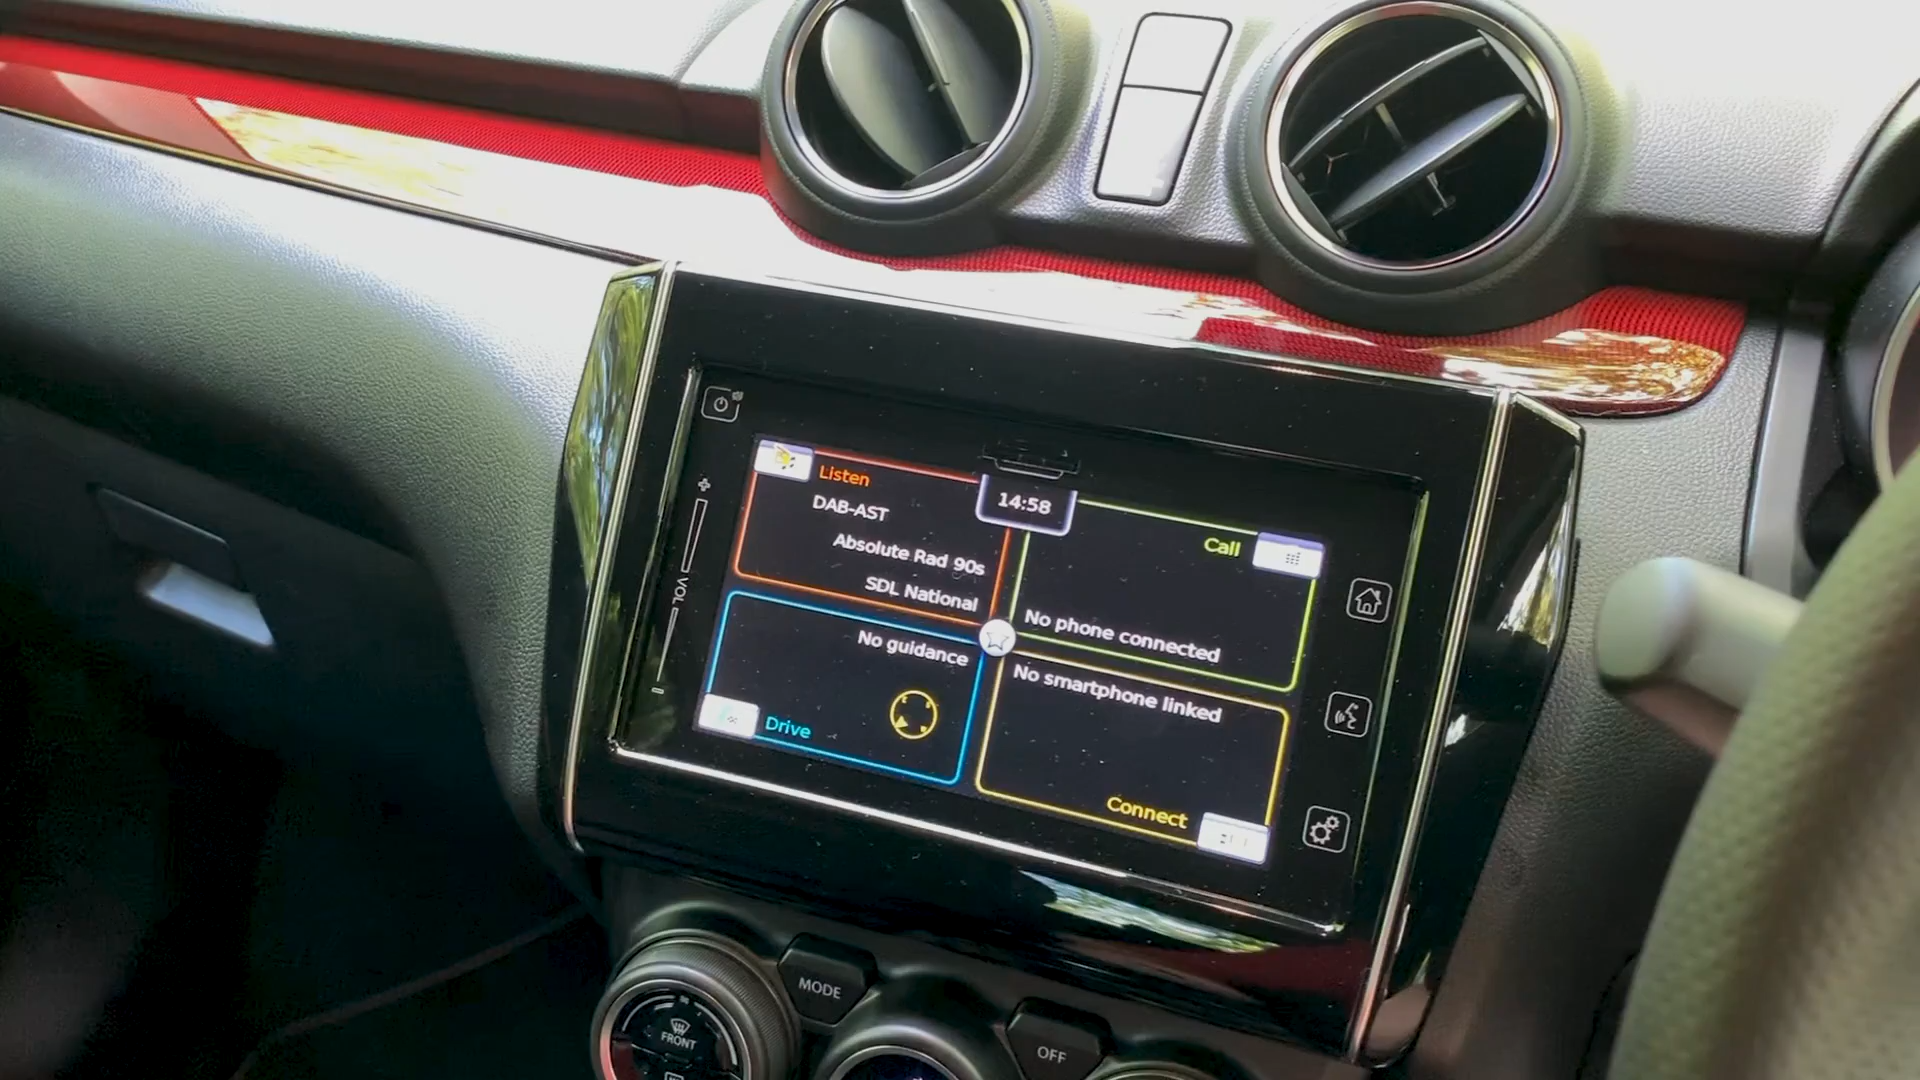 Listen
DAB-AST
Absolute Rad 90s
SDL National
14:58
Call
No phone connected
No guidance
Drive
No smartphone linked
Connect
VOL
MODE
FRONT
OFF